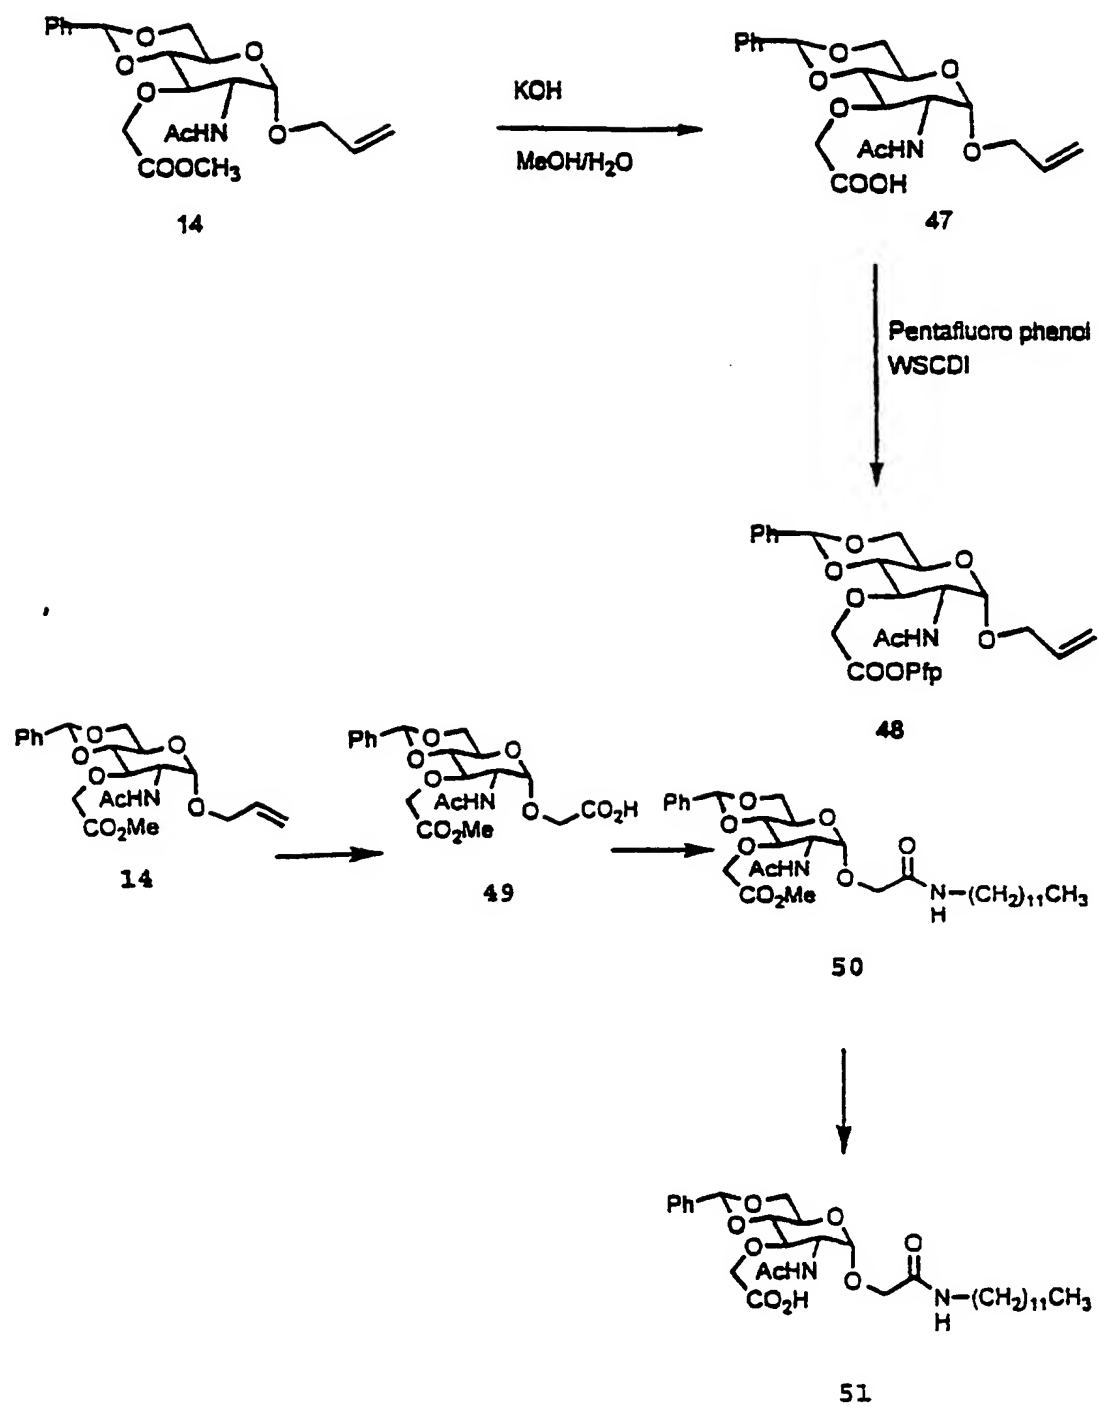 Ph O O O
O AcHN O
COOCH3
14
KOH
MeOH/H2O
Ph O O O
O AcHN O
COOH
47
Pentafluoro phenol
WSCDI
Ph O O O
O AcHN O
COOPfp
48
Ph O O O
O AcHN O
CO2Me
14
Ph O O O
O AcHN O CO2H
CO2Me
49
Ph O O O
O AcHN O O
CO2Me N-(CH2)11CH3
H
50
Ph O O O
O AcHN O O
CO2H N-(CH2)11CH3
H
51